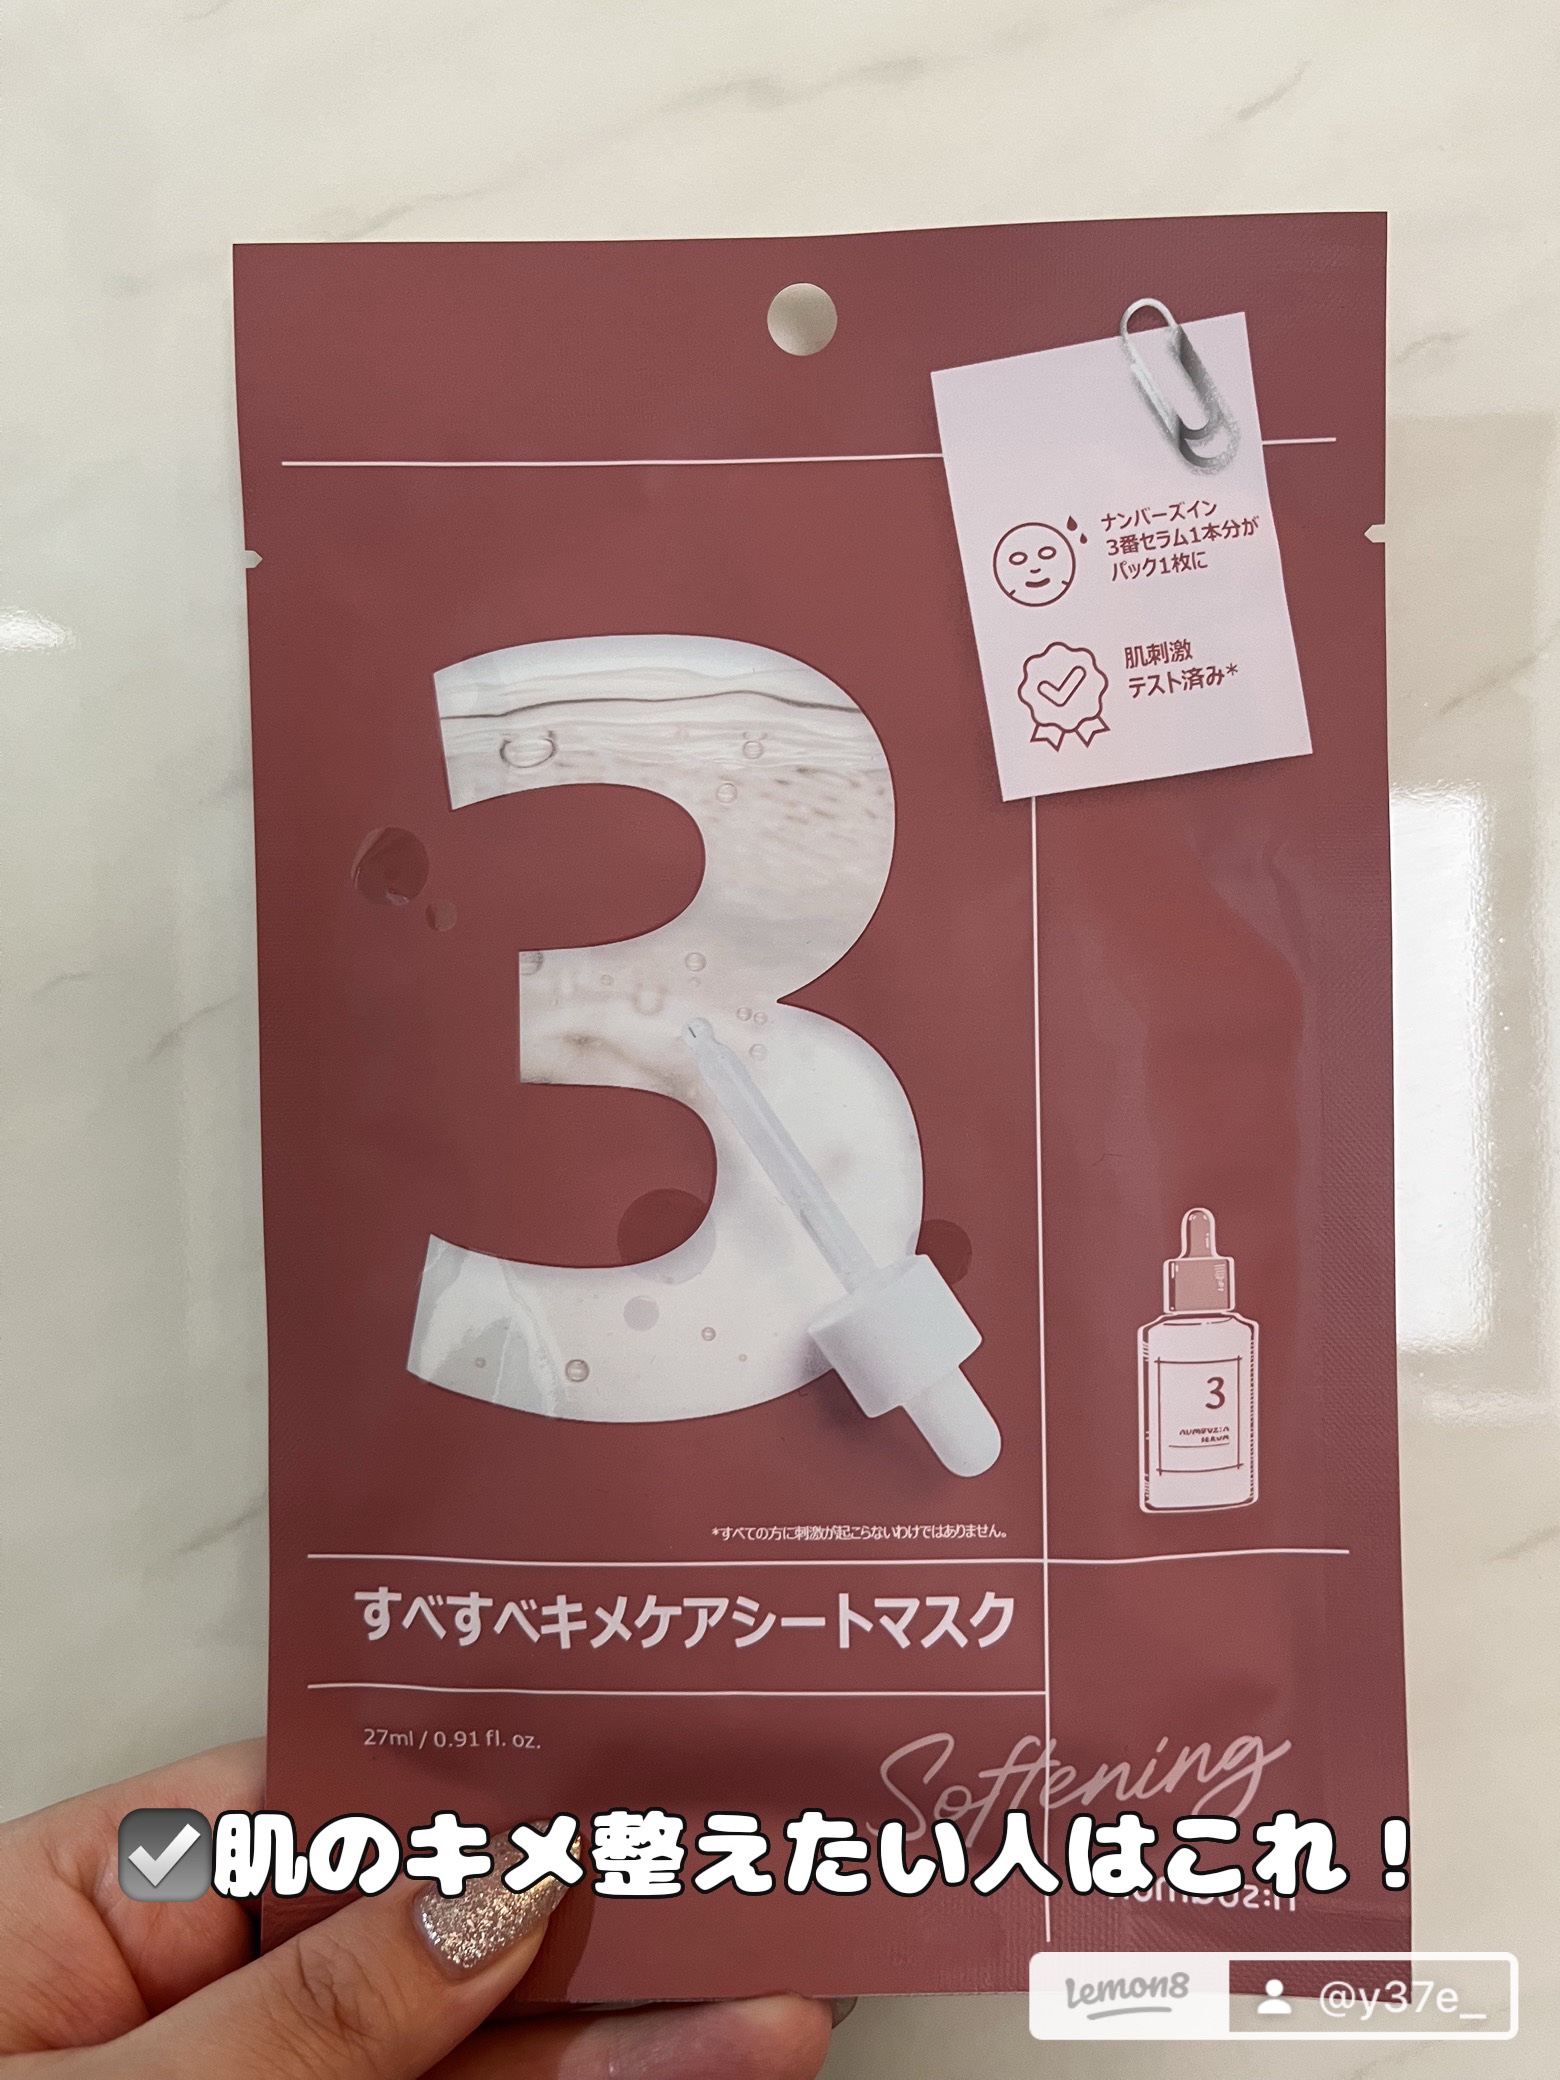 ナンバーズイン
3番セラム1本分が
パック1枚に
肌刺激
テスト済み*
3
3
numbuz:n
SERUM
*すべての方に刺激が起こらないわけではありません。
すべすべキメケアシートマスク
27ml / 0.91 fl. oz.
Softening
☑肌のキメ整えたい人はこれ！
numbuz:n
Lemon8 @y37e_